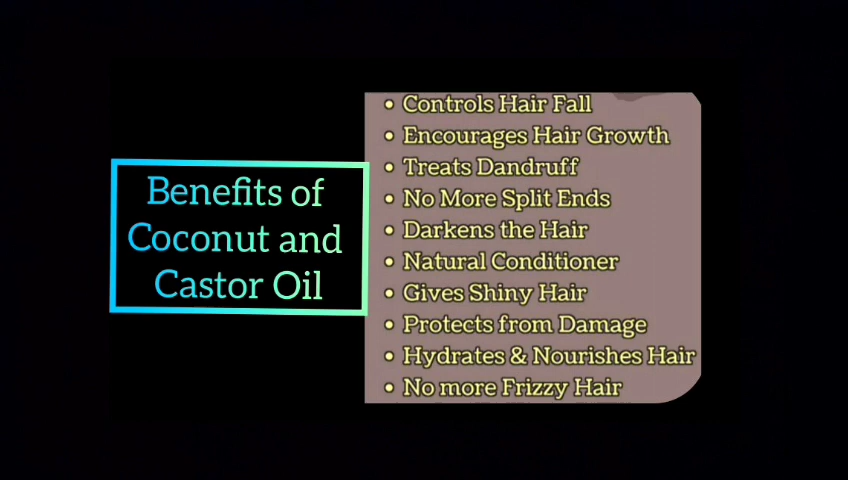 Benefits of
Coconut and
Castor Oil
• Controls Hair Fall
• Encourages Hair Growth
• Treats Dandruff
• No More Split Ends
• Darkens the Hair
• Natural Conditioner
• Gives Shiny Hair
• Protects from Damage
• Hydrates & Nourishes Hair
• No more Frizzy Hair